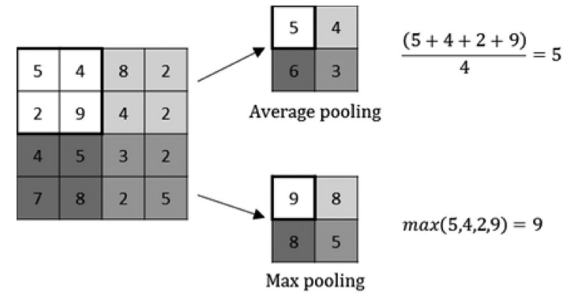 5 4 8 2
2 9 4 2
4 5 3 2
7 8 2 5
5 4
6 3
Average pooling
(5 + 4 + 2 + 9)
4
= 5
9 8
8 5
Max pooling
max(5,4,2,9) = 9